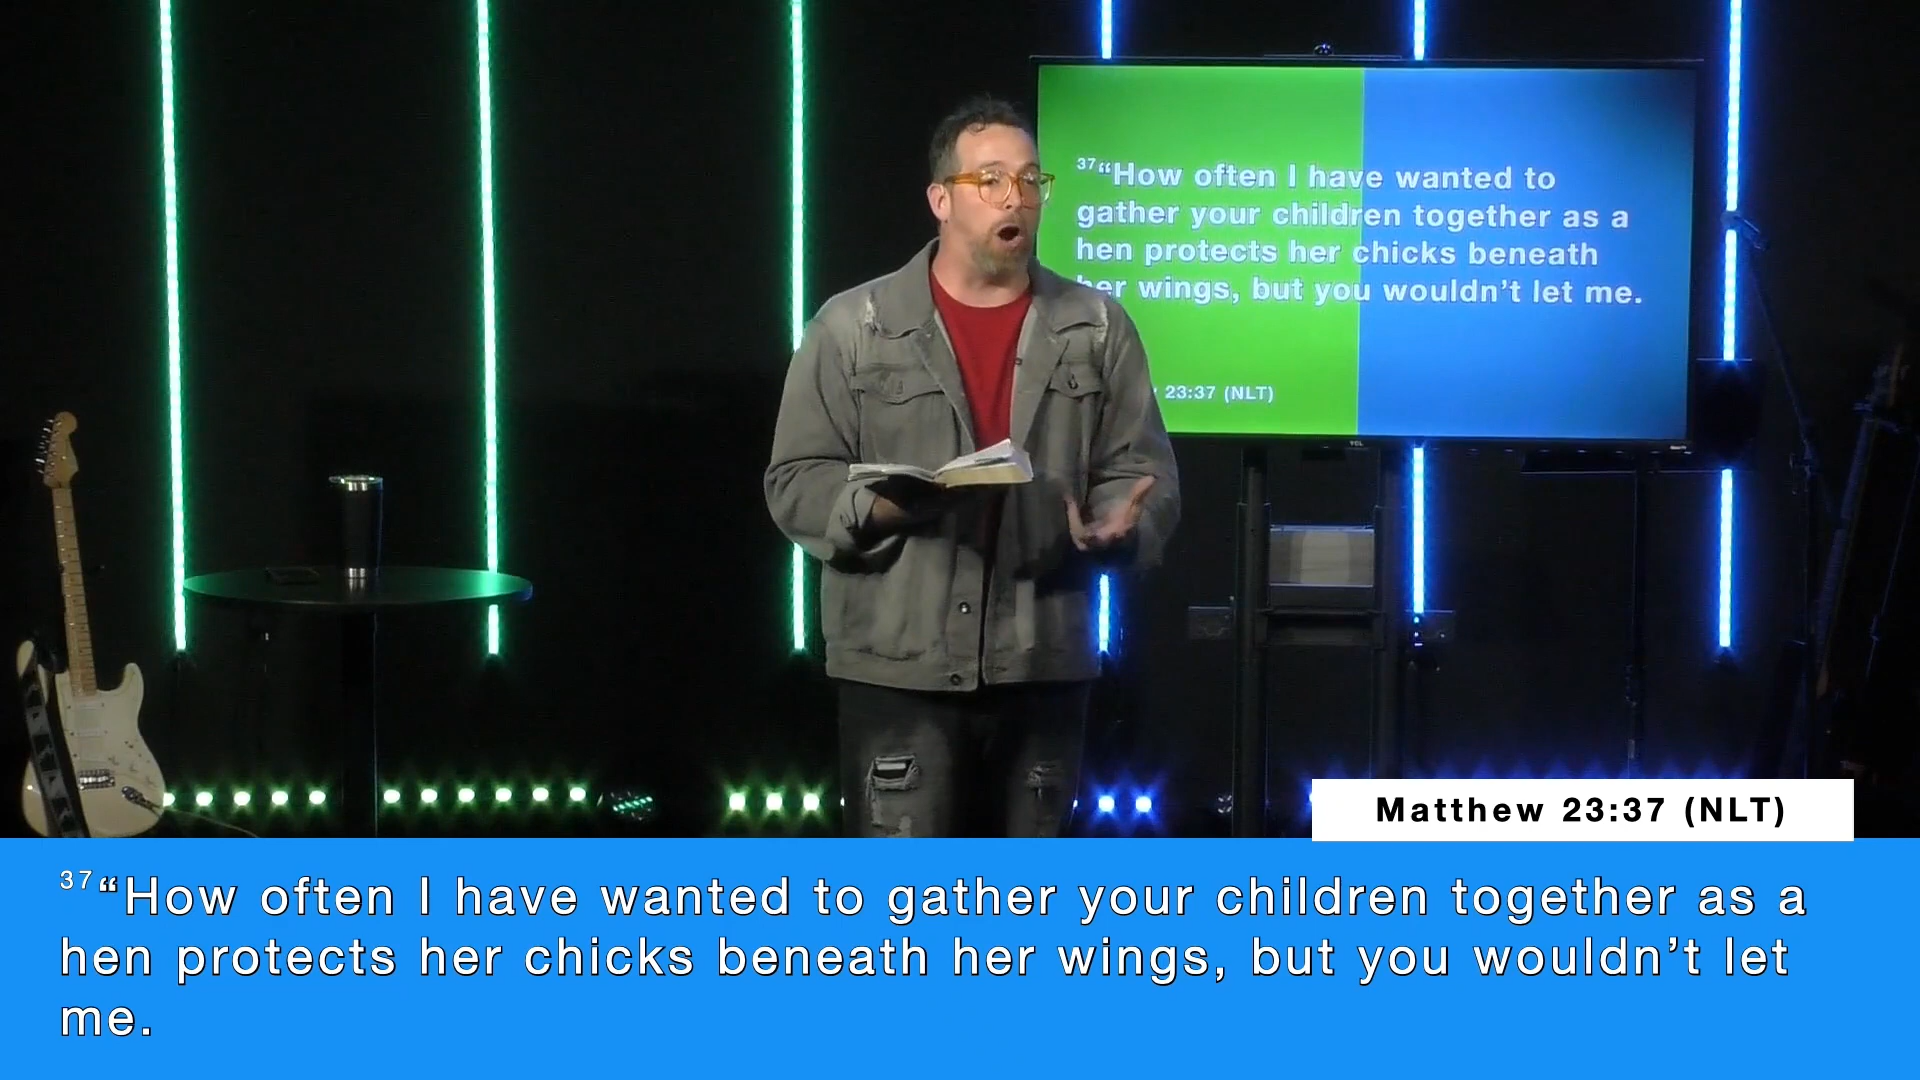 37“How often I have wanted to
gather your children together as a
hen protects her chicks beneath
her wings, but you wouldn’t let me.
23:37 (NLT)
TCL
Matthew 23:37 (NLT)
37“How often I have wanted to gather your children together as a
hen protects her chicks beneath her wings, but you wouldn’t let
me.